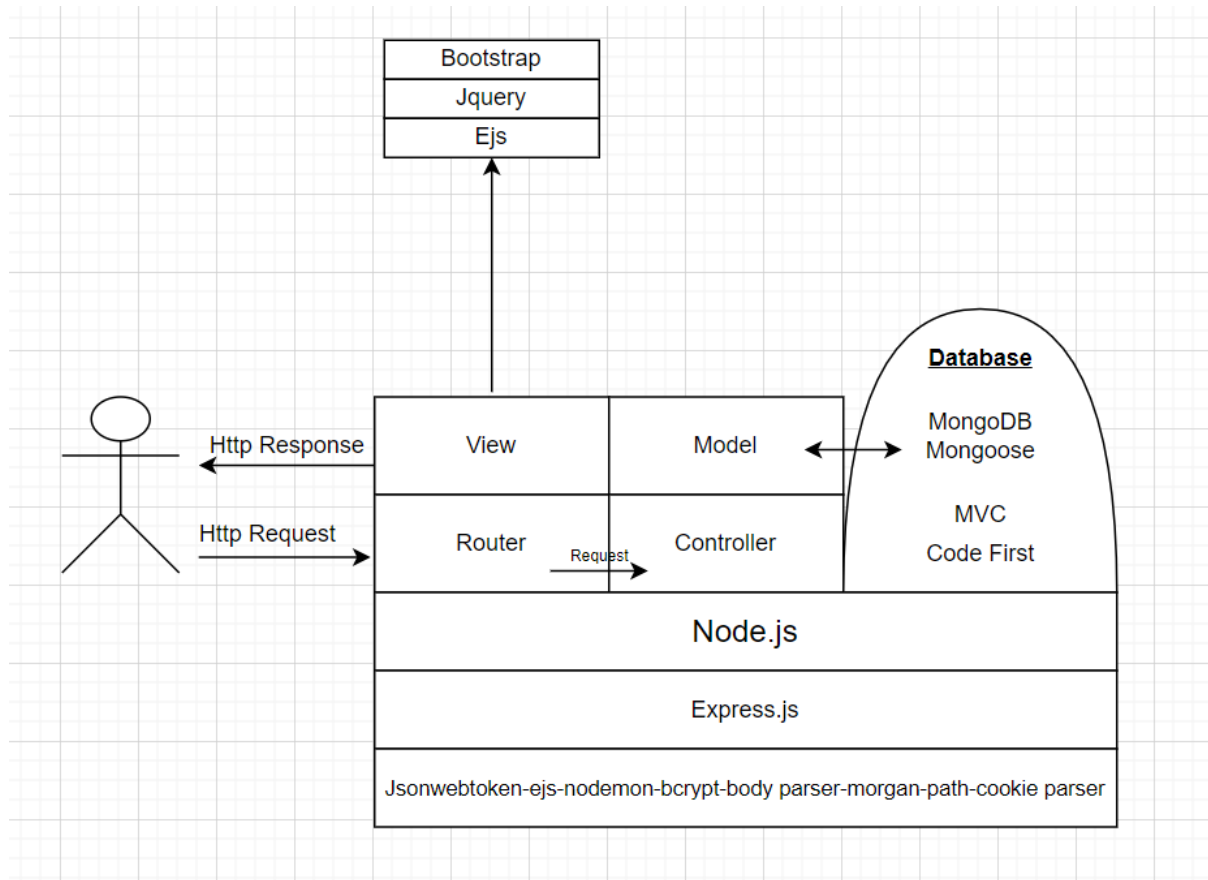 Bootstrap
Jquery
Ejs
Database
MongoDB
Mongoose
MVC
Code First
Http Response
View
Model
Http Request
Router
Request
Controller
Node.js
Express.js
Jsonwebtoken-ejs-nodemon-bcrypt-body parser-morgan-path-cookie parser